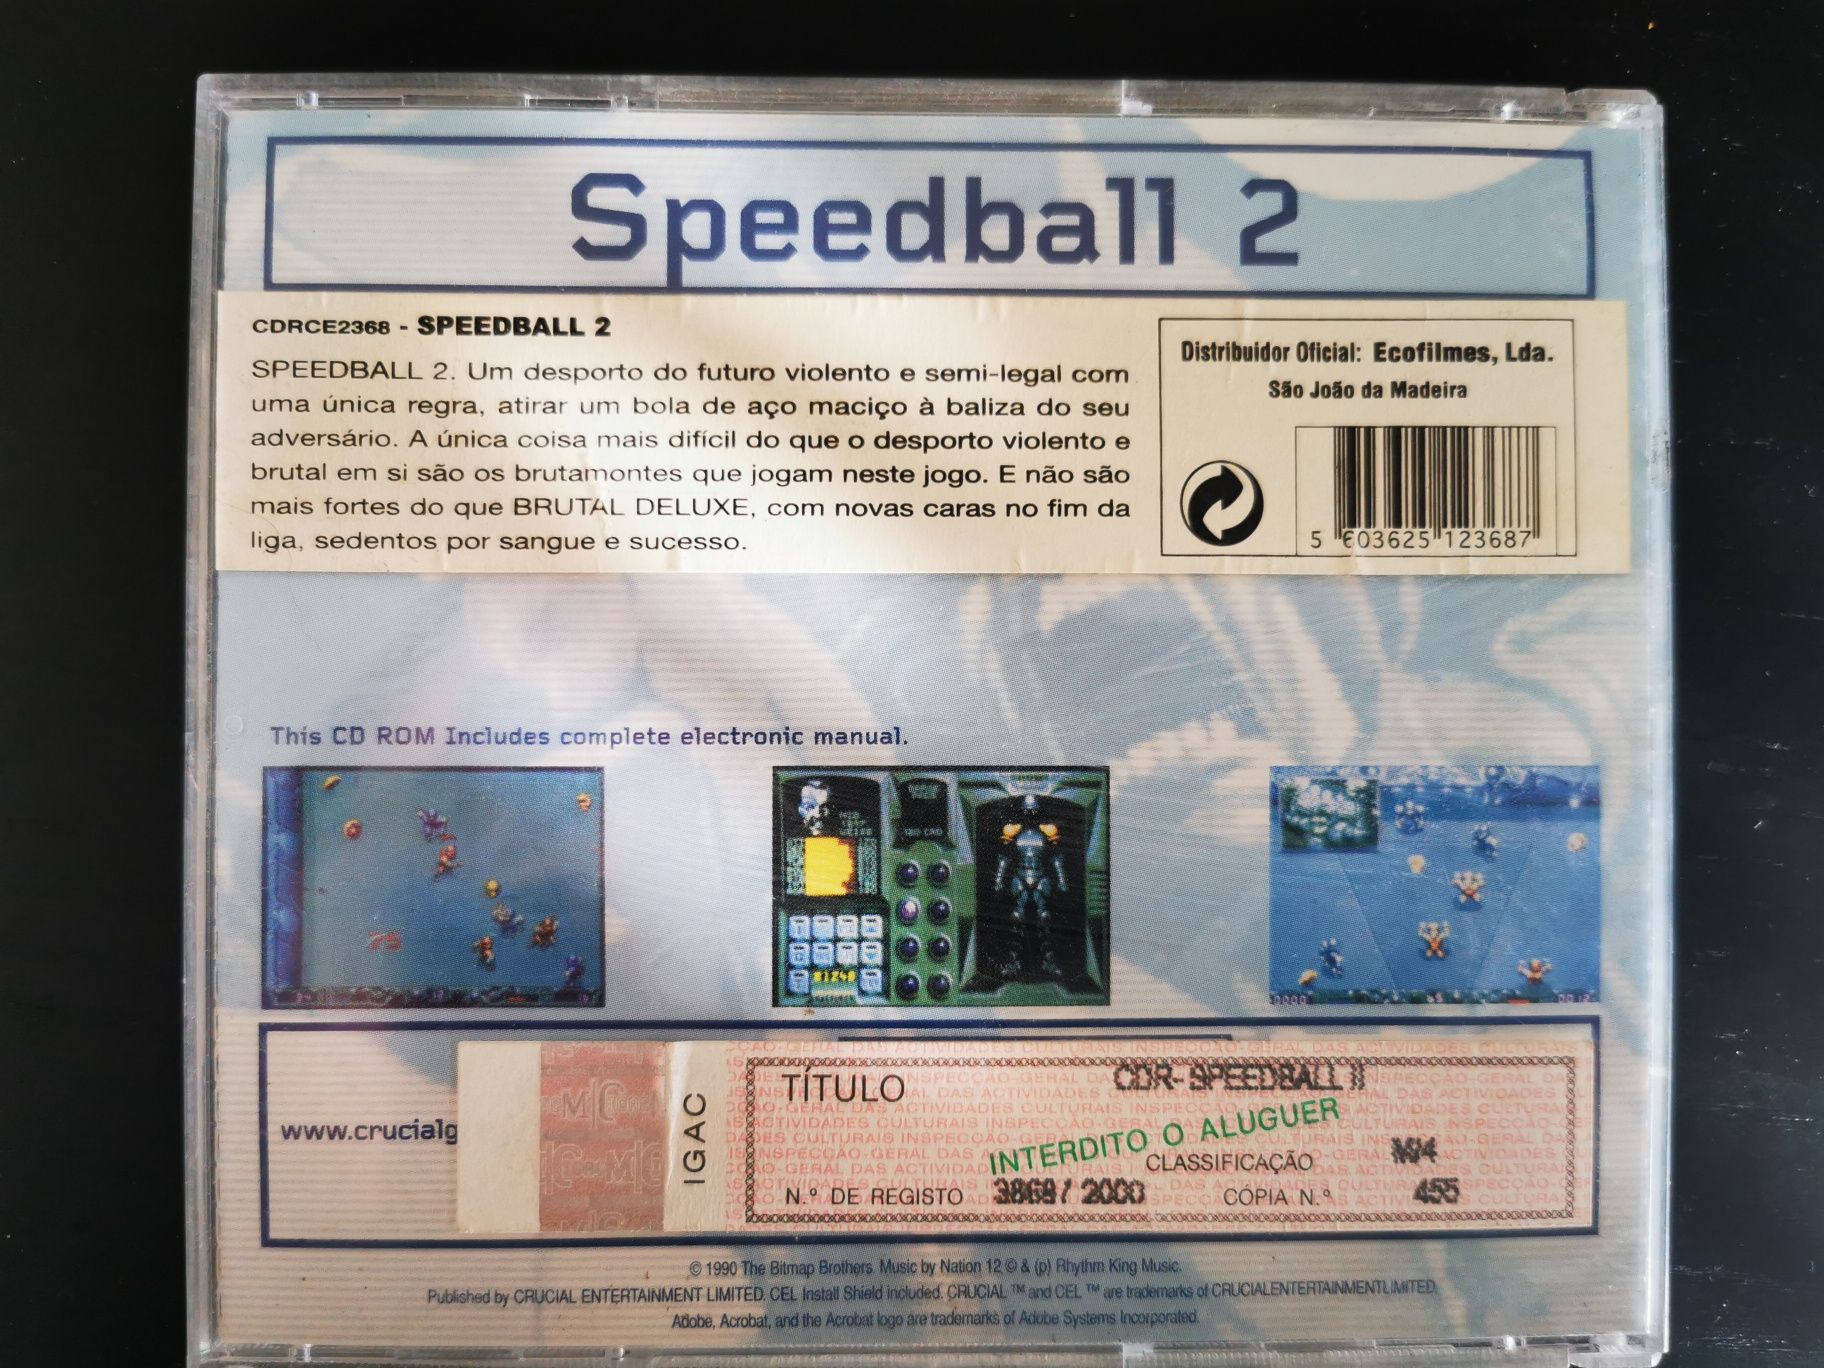 Speedball 2
CDRCE2368 - SPEEDBALL 2
SPEEDBALL 2. Um desporto do futuro violento e semi-legal com
uma única regra, atirar um bola de aço maciço à baliza do seu
adversário. A única coisa mais difícil do que o desporto violento e
brutal em si são os brutamontes que jogam neste jogo. E não são
mais fortes do que BRUTAL DELUXE, com novas caras no fim da
liga, sedentos por sangue e sucesso.
Distribuidor Oficial: Ecofilmes, Lda.
São João da Madeira
5 603625 123687
This CD ROM Includes complete electronic manual.
75
www.crucialg
IGAC
TÍTULO
CDR-SPEEDBALL II
INTERDITO O ALUGUER
CLASSIFICAÇÃO M/4
N.º DE REGISTO 3869/2000 CÓPIA N.º 455
© 1990 The Bitmap Brothers. Music by Nation 12 © & (p) Rhythm King Music.
Published by CRUCIAL ENTERTAINMENT LIMITED. CEL Install Shield included. CRUCIAL ™ and CEL ™ are trademarks of CRUCIALENTERTAINMENTLIMITED.
Adobe, Acrobat, and the Acrobat logo are trademarks of Adobe Systems Incorporated.